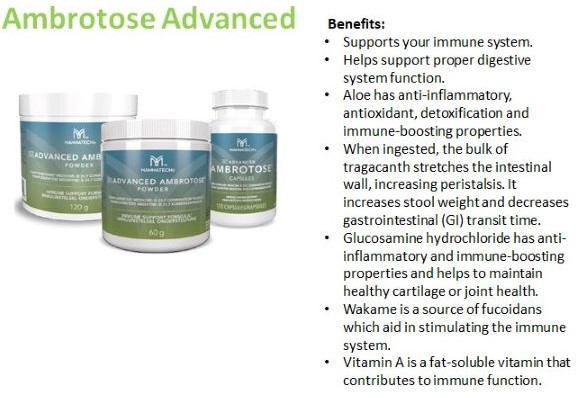 Ambrotose Advanced
Benefits:
• Supports your immune system.
• Helps support proper digestive
system function.
• Aloe has anti-inflammatory,
antioxidant, detoxification and
immune-boosting properties.
• When ingested, the bulk of
tragacanth stretches the intestinal
wall, increasing peristalsis. It
increases stool weight and decreases
gastrointestinal (GI) transit time.
• Glucosamine hydrochloride has anti-
inflammatory and immune-boosting
properties and helps to maintain
healthy cartilage or joint health.
• Wakame is a source of fucoidans
which aid in stimulating the immune
system.
• Vitamin A is a fat-soluble vitamin that
contributes to immune function.
MANNATECH
ADVANCED AMB
POWDER
120 g
MANNATECH
ADVANCED AMBROTOSE
POWDER
IMMUNE SUPPORT FORMULA
60 g
MANNATECH
ADVANCED
AMBROTOSE
CAPSULES